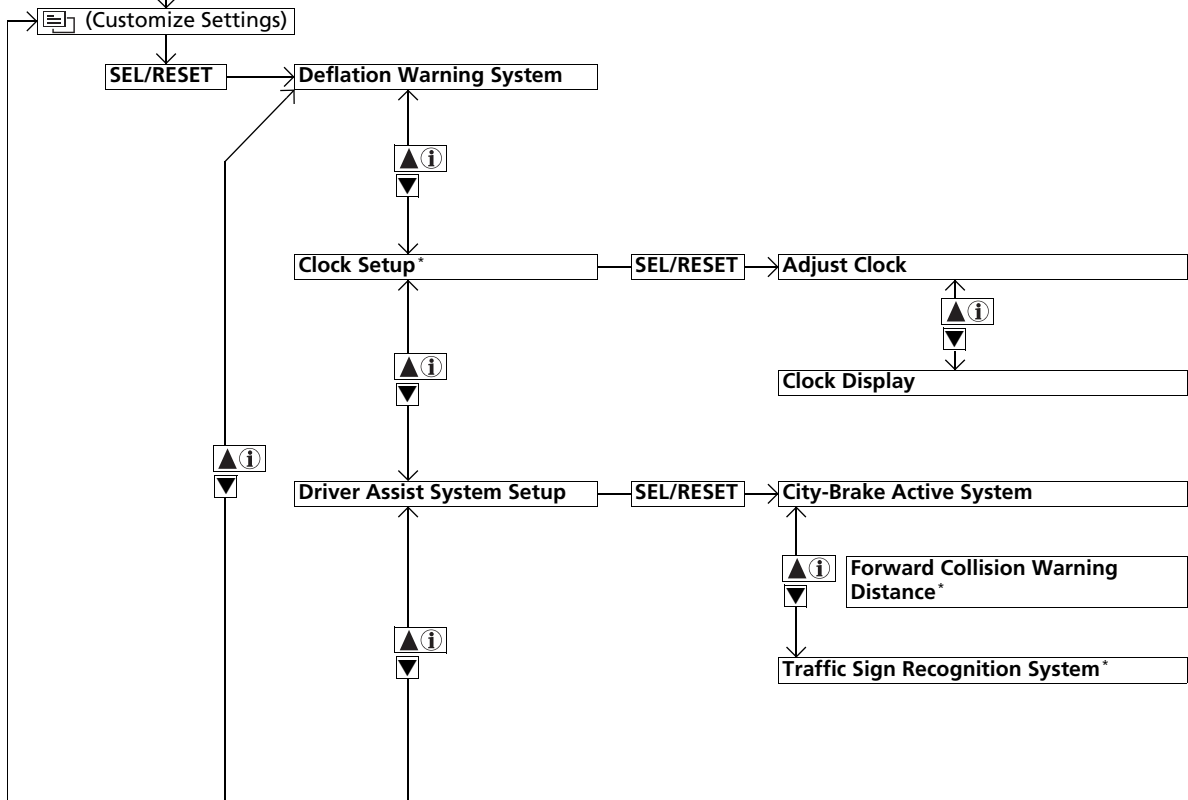 (Customize Settings)
SEL/RESET
Deflation Warning System
▲ⓘ
▼
Clock Setup*
SEL/RESET
Adjust Clock
▲ⓘ
▼
▲ⓘ
▼
Clock Display
▲ⓘ
▼
Driver Assist System Setup
SEL/RESET
City-Brake Active System
▲ⓘ
▼
Forward Collision Warning
Distance*
▲ⓘ
▼
Traffic Sign Recognition System*